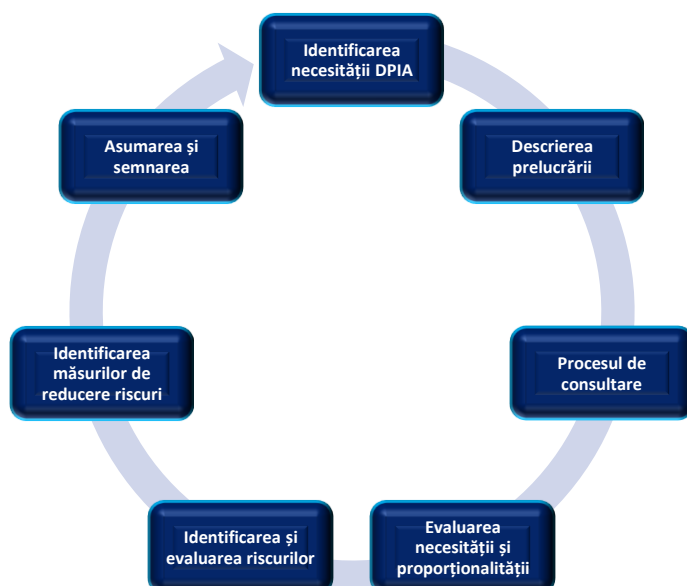 Identificarea
necesității DPIA
Descrierea
prelucrării
Procesul de
consultare
Evaluarea
necesității și
proporționalității
Identificarea și
evaluarea riscurilor
Identificarea
măsurilor de
reducere riscuri
Asumarea și
semnarea